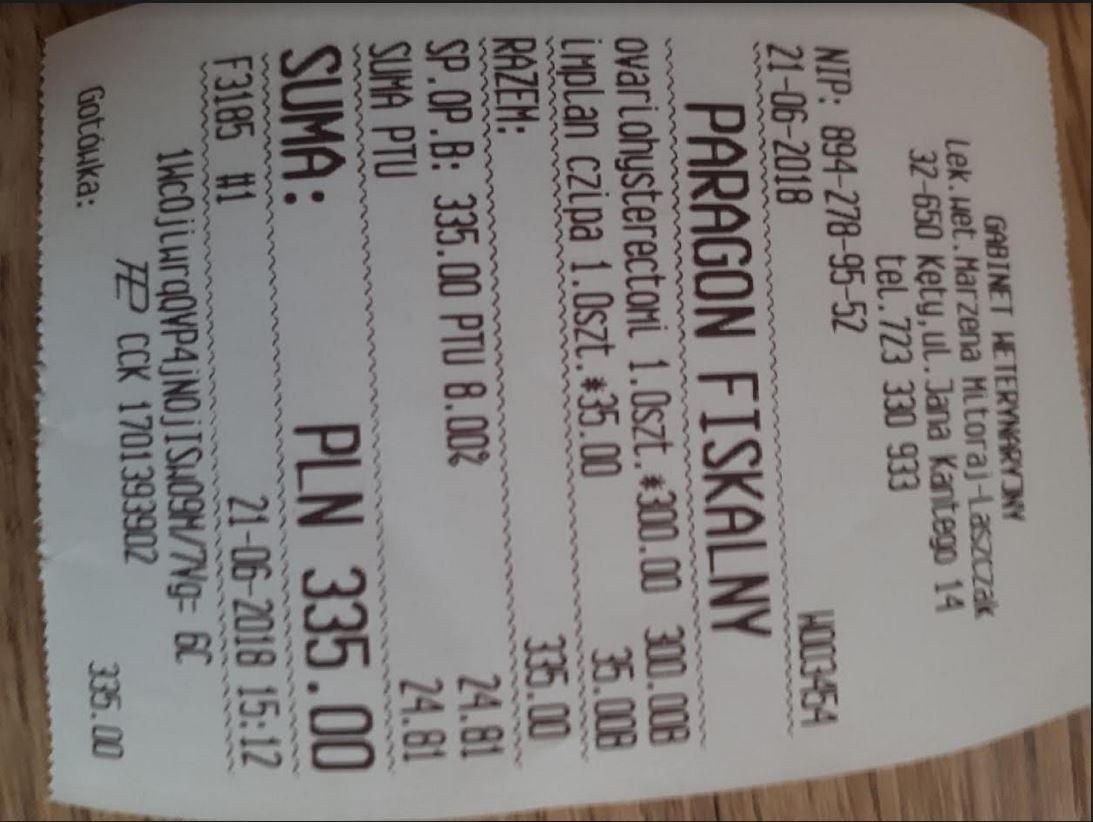 GABINET WETERYNARYJNY
Lek.wet.Marzena Mitoraj-Łaszczak
32-650 Kęty,ul.Jana Kantego 14
tel.723 330 933
NIP: 894-278-95-52
21-06-2018 W003454
PARAGON FISKALNY
ovariohysterectomi 1.0szt.*300.00 300.00B
implan czipa 1.0szt.*35.00 35.00B
RAZEM: 335.00
SP.OP.B: 335.00 PTU 8.00% 24.81
SUMA PTU 24.81
SUMA: PLN 335.00
F3185 #1 21-06-2018 15:12
CCK 1701393902
Gotówka: 335.00